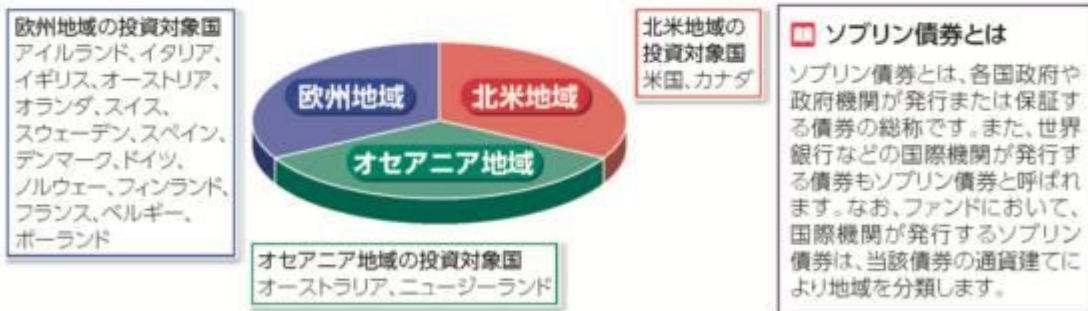 欧州地域の投資対象国
アイルランド、イタリア、
イギリス、オーストリア、
オランダ、スイス、
スウェーデン、スペイン、
デンマーク、ドイツ、
ノルウェー、フィンランド、
フランス、ベルギー、
ポーランド
欧州地域
北米地域
オセアニア地域
北米地域の
投資対象国
米国、カナダ
オセアニア地域の投資対象国
オーストラリア、ニュージーランド
ソブリン債券とは
ソブリン債券とは、各国政府や
政府機関が発行または保証す
る債券の総称です。また、世界
銀行などの国際機関が発行す
る債券もソブリン債券と呼ばれ
ます。なお、ファンドにおいて、
国際機関が発行するソブリン
債券は、当該債券の通貨建てに
より地域を分類します。